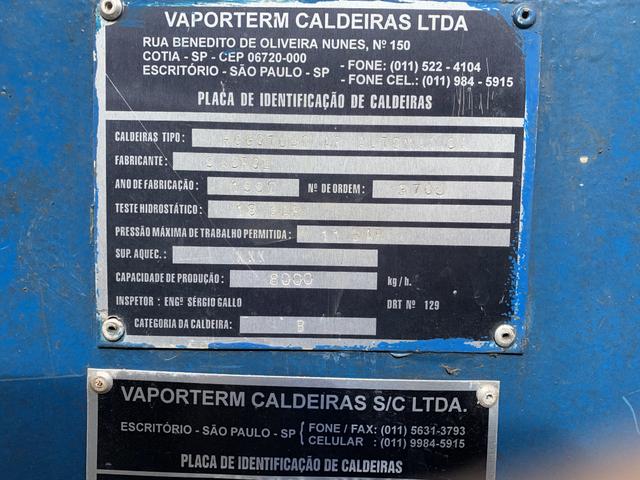 VAPORTERM CALDEIRAS LTDA
RUA BENEDITO DE OLIVEIRA NUNES, Nº 150
COTIA - SP - CEP 06720-000
ESCRITÓRIO - SÃO PAULO - SP
- FONE: (011) 522 - 4104
- FONE CEL.: (011) 984 - 5915
PLACA DE IDENTIFICAÇÃO DE CALDEIRAS
CALDEIRAS TIPO:
FABRICANTE:
ANO DE FABRICAÇÃO: Nº DE ORDEM:
TESTE HIDROSTÁTICO:
PRESSÃO MÁXIMA DE TRABALHO PERMITIDA: 11
SUP. AQUEC.: XXX
CAPACIDADE DE PRODUÇÃO: kg/h.
INSPETOR: ENGº SÉRGIO GALLO DRT Nº 129
CATEGORIA DA CALDEIRA: B
VAPORTERM CALDEIRAS S/C LTDA.
ESCRITÓRIO - SÃO PAULO - SP
FONE / FAX: (011) 5631-3793
CELULAR : (011) 9984-5915
PLACA DE IDENTIFICAÇÃO DE CALDEIRAS